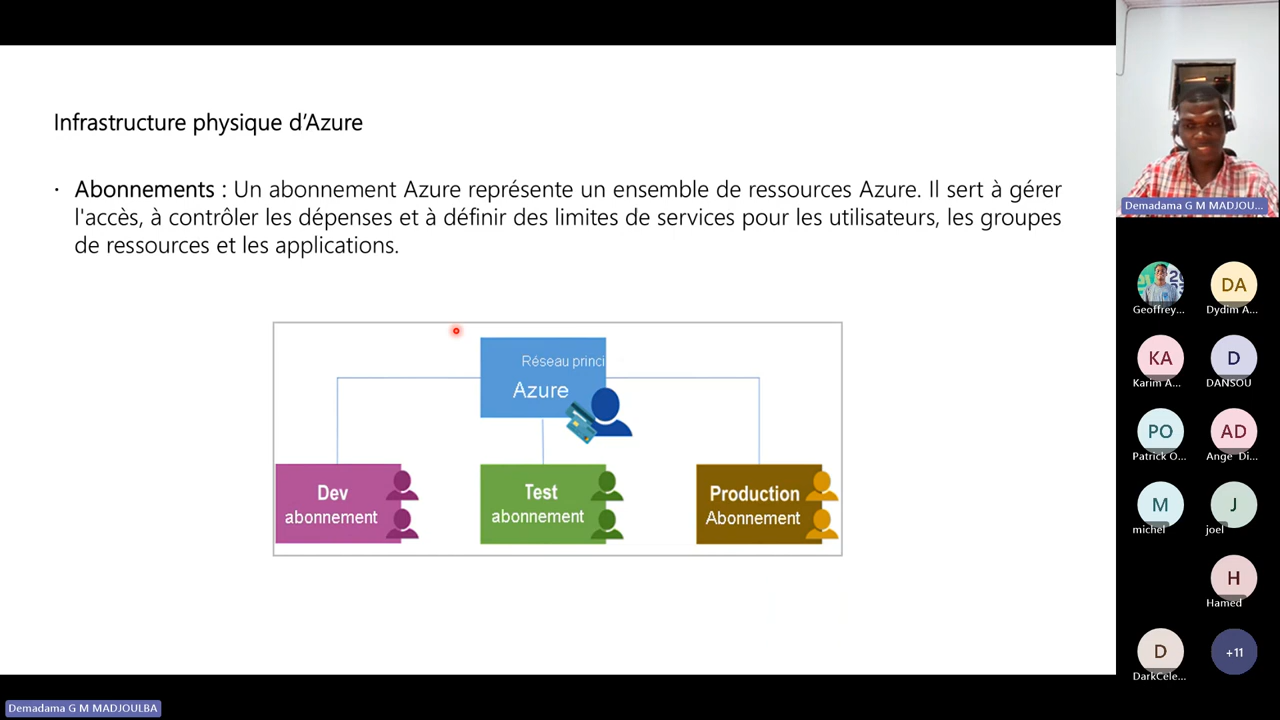 Infrastructure physique d’Azure
· Abonnements : Un abonnement Azure représente un ensemble de ressources Azure. Il sert à gérer
l'accès, à contrôler les dépenses et à définir des limites de services pour les utilisateurs, les groupes
de ressources et les applications.
Réseau princi
Azure
Dev
abonnement
Test
abonnement
Production
Abonnement
Demadama G M MADJOU...
Geoffrey...
DA
Dydim A...
KA
Karim A...
D
DANSOU
PO
Patrick O...
AD
Ange Di...
M
michel
J
joel
H
Hamed
D
DarkCele...
+11
Demadama G M MADJOULBA